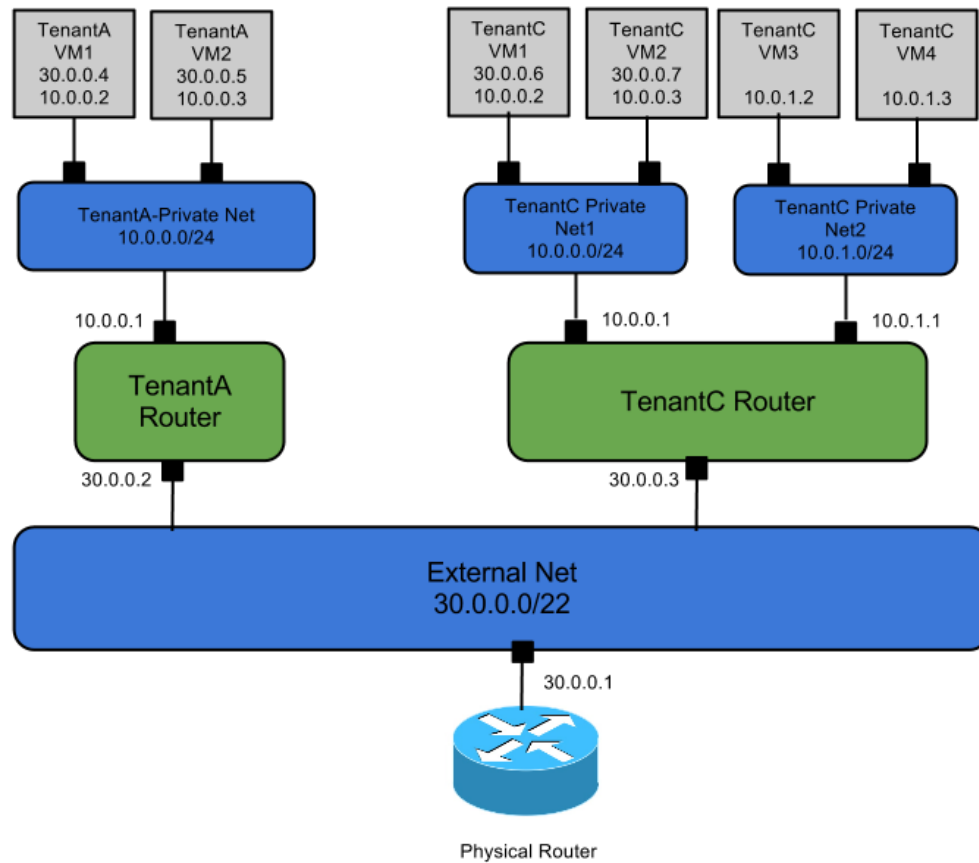 TenantA
VM1
30.0.0.4
10.0.0.2
TenantA
VM2
30.0.0.5
10.0.0.3
TenantC
VM1
30.0.0.6
10.0.0.2
TenantC
VM2
30.0.0.7
10.0.0.3
TenantC
VM3
10.0.1.2
TenantC
VM4
10.0.1.3
TenantA-Private Net
10.0.0.0/24
TenantC Private
Net1
10.0.0.0/24
TenantC Private
Net2
10.0.1.0/24
10.0.0.1
10.0.0.1
10.0.1.1
TenantA
Router
TenantC Router
30.0.0.2
30.0.0.3
External Net
30.0.0.0/22
30.0.0.1
Physical Router